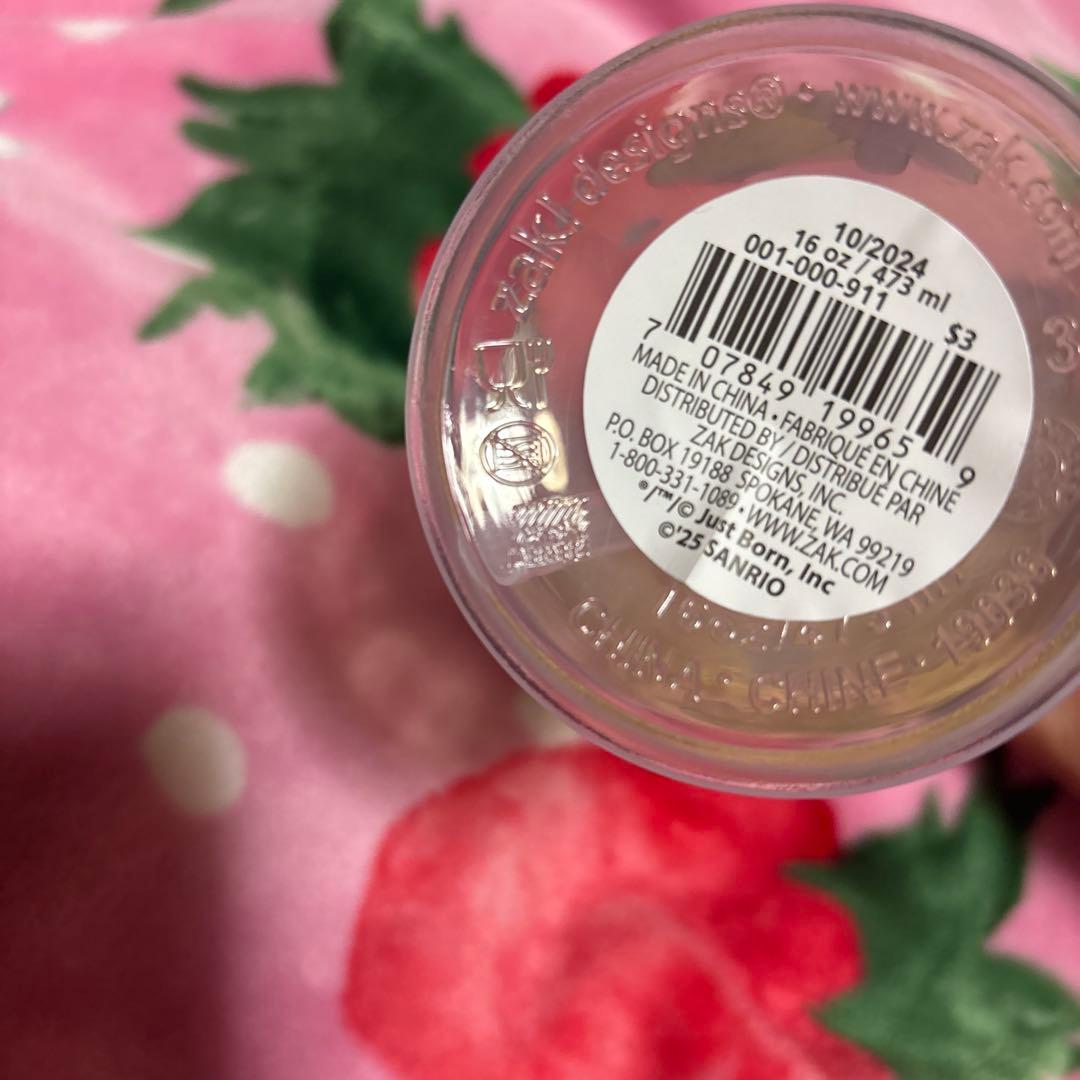 zak! designs® · www.zak.com
10/2024
16 oz / 473 ml
001-000-911
$3
7 07849 19965 9
MADE IN CHINA • FABRIQUÉ EN CHINE
DISTRIBUTED BY / DISTRIBUÉ PAR
ZAK DESIGNS, INC.
P.O. BOX 19188 SPOKANE, WA 99219
1-800-331-1089 • WWW.ZAK.COM
®/™/© Just Born, Inc
©'25 SANRIO
CHINA · CHINE ·